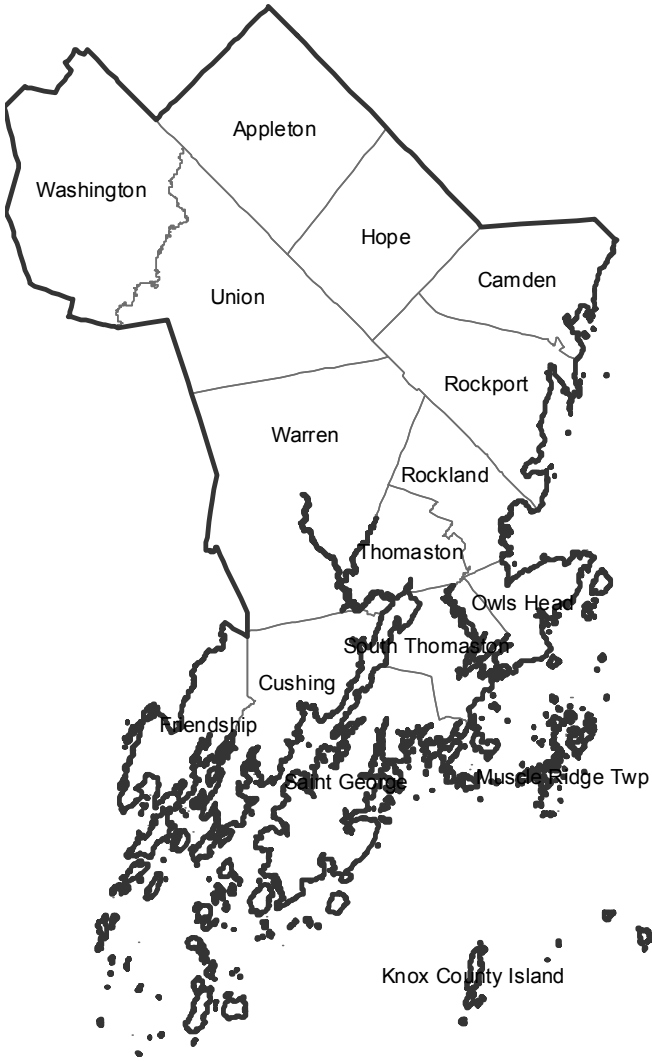 Appleton
Washington
Hope
Camden
Union
Rockport
Warren
Rockland
Thomaston
Owls Head
South Thomaston
Cushing
Friendship
Saint George
Muscle Ridge Twp
Knox County Island